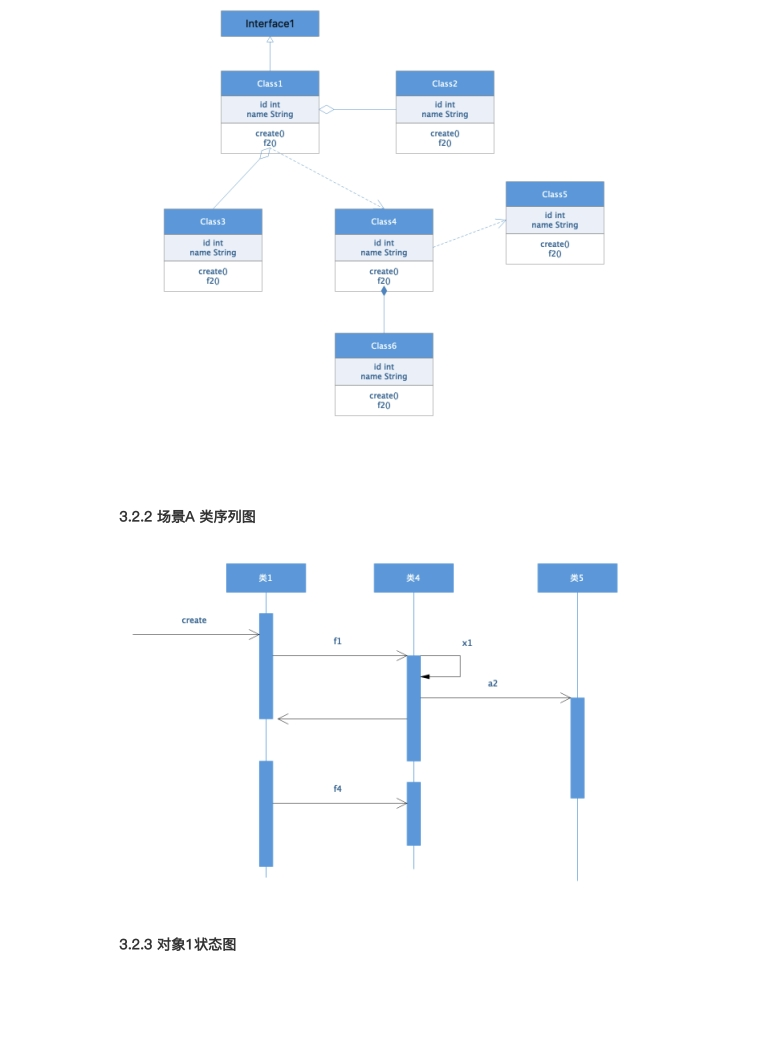 Interface1
Class1
id int
name String
create()
f2()
Class2
id int
name String
create()
f2()
Class3
id int
name String
create()
f2()
Class4
id int
name String
create()
f2()
Class5
id int
name String
create()
f2()
Class6
id int
name String
create()
f2()
3.2.2 场景A 类序列图
类1
类4
类5
create
f1
x1
a2
f4
3.2.3 对象1状态图